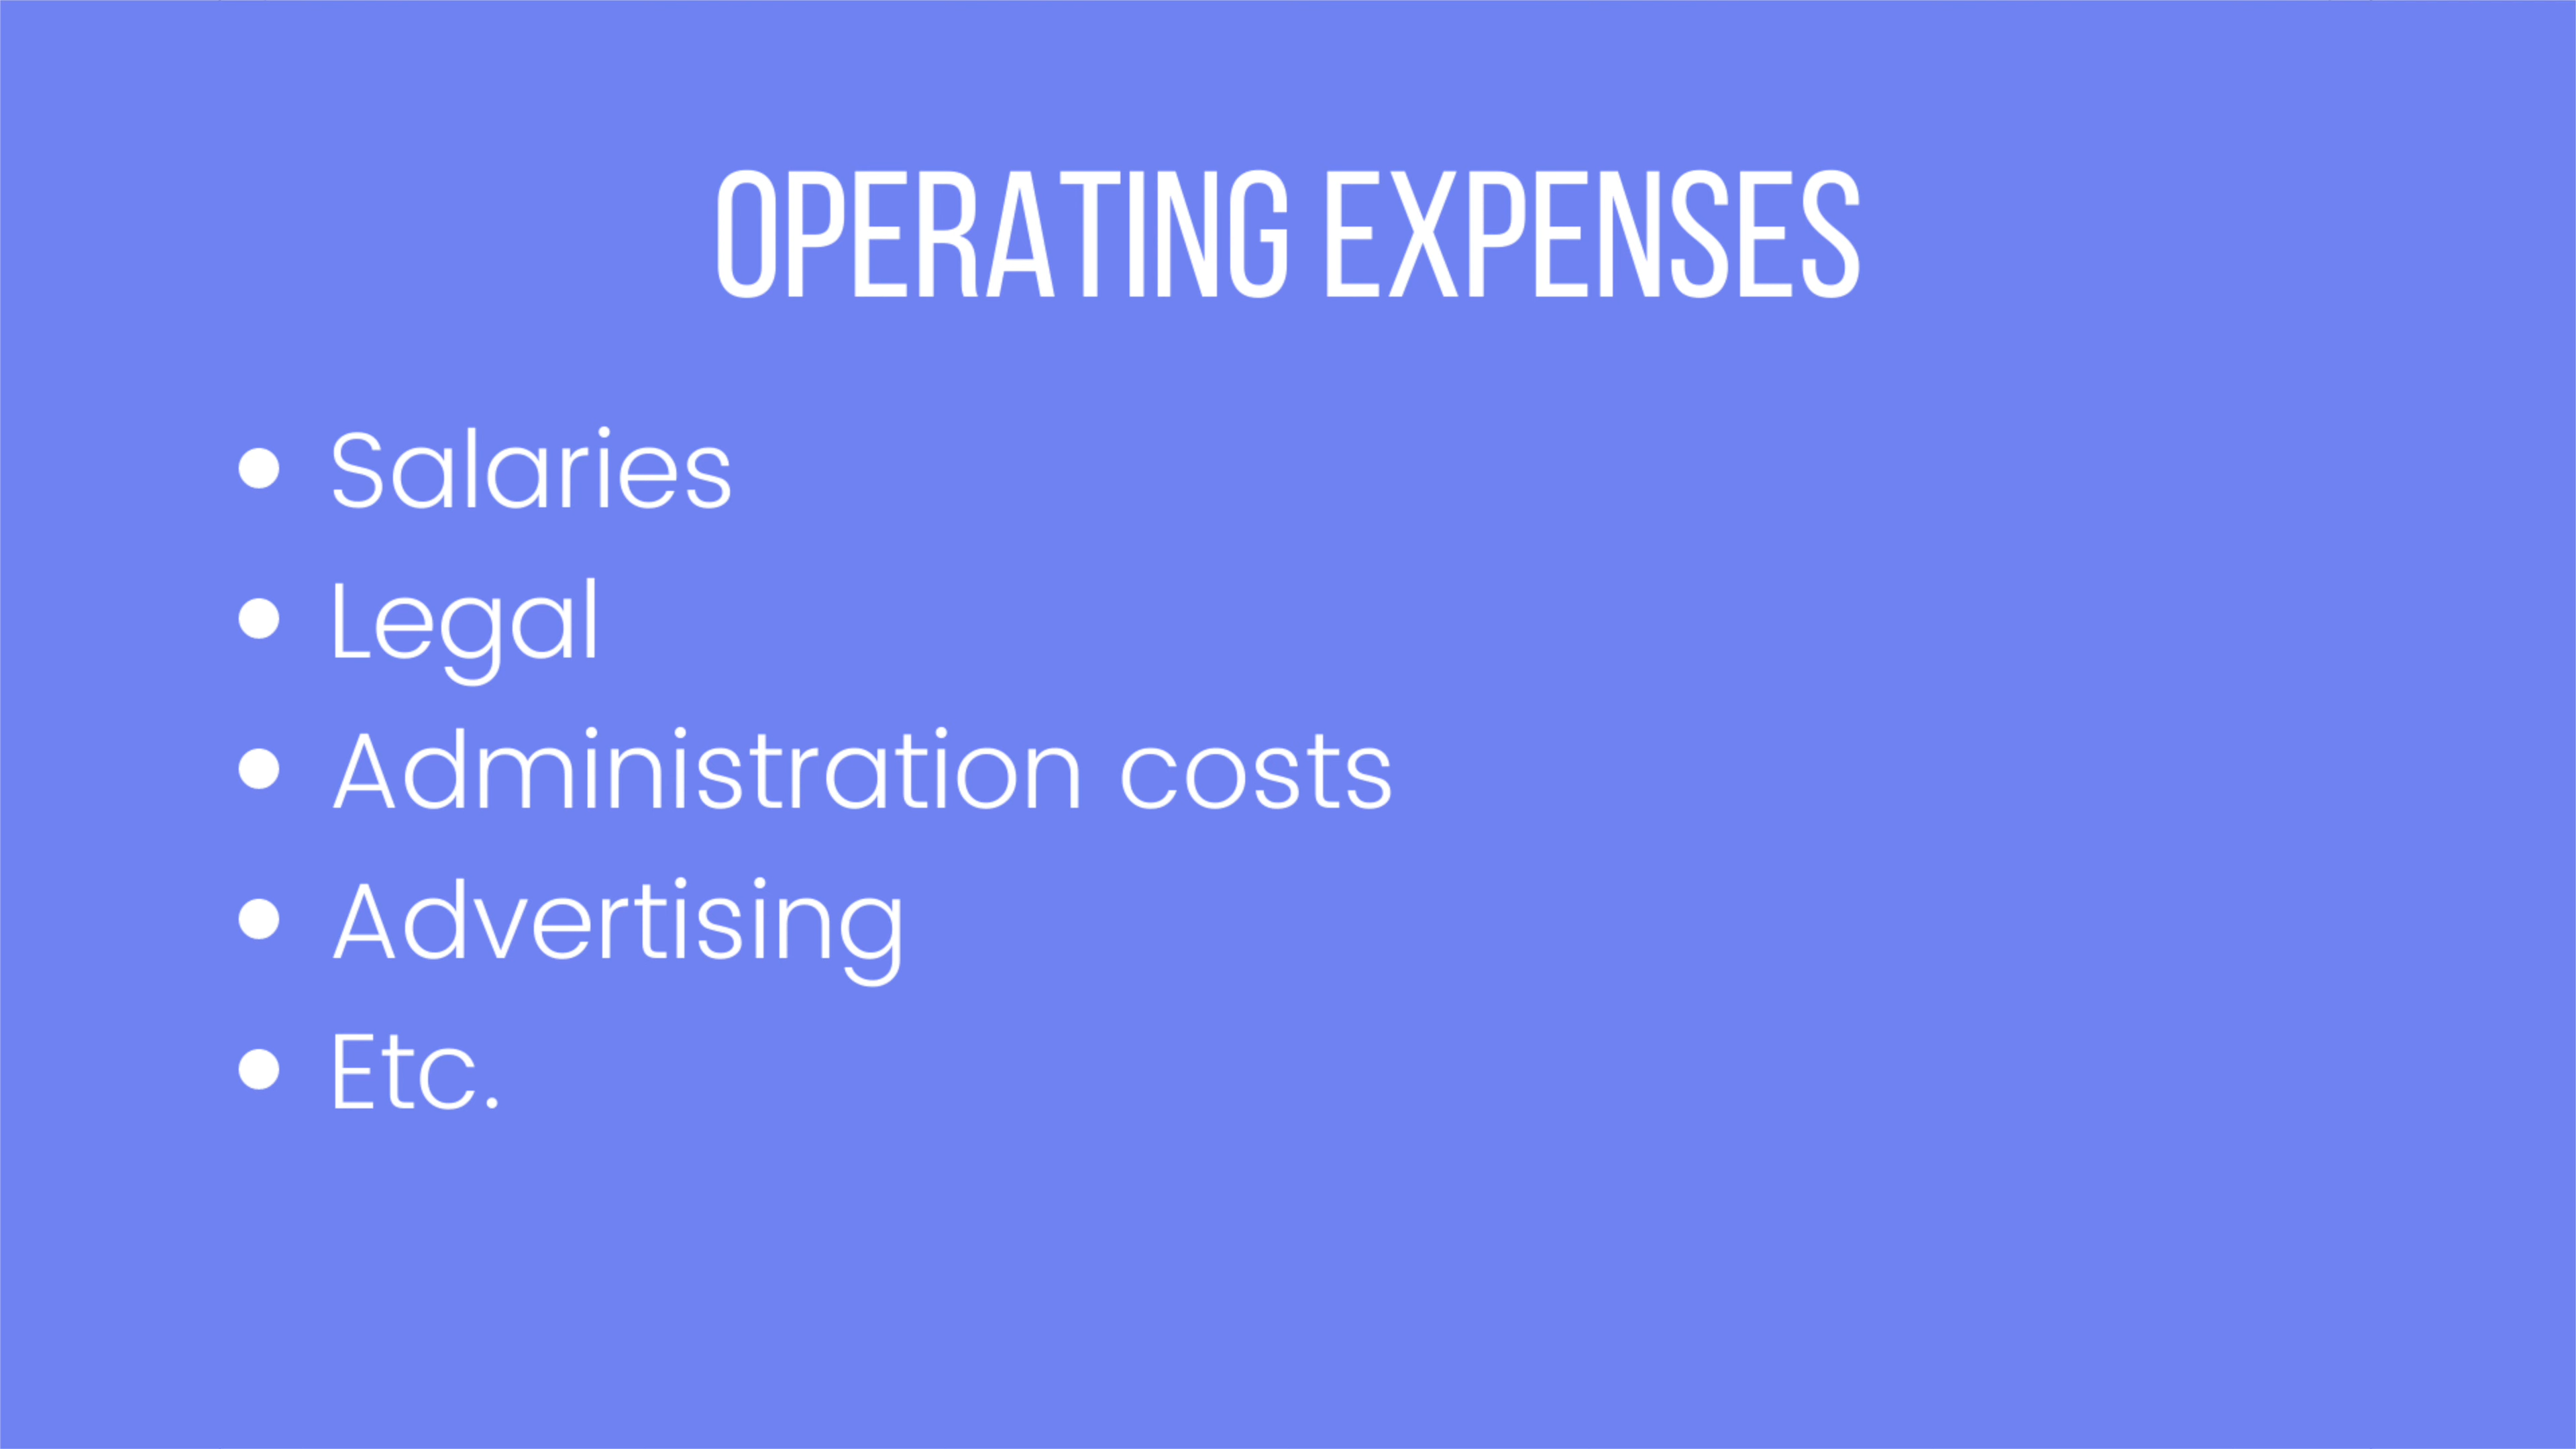 OPERATING EXPENSES
• Salaries
• Legal
• Administration costs
• Advertising
• Etc.